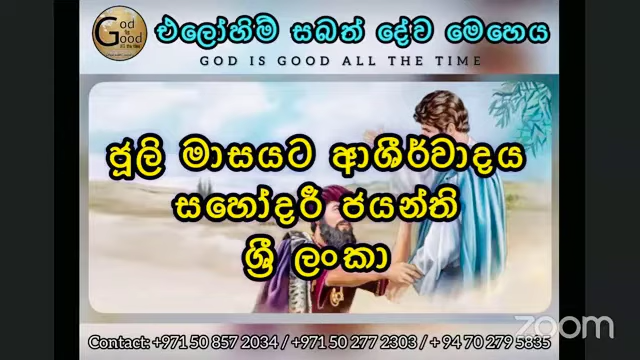 God is Good
එලෝහිම් සබත් දේව මෙහෙය
GOD IS GOOD ALL THE TIME
ජූලි මාසයට ආශීර්වාදය
සහෝදරී ජයන්ති
ශ්‍රී ලංකා
zoom
Contact: +971 50 857 2034 / +971 50 277 2303 / + 94 70 279 5835